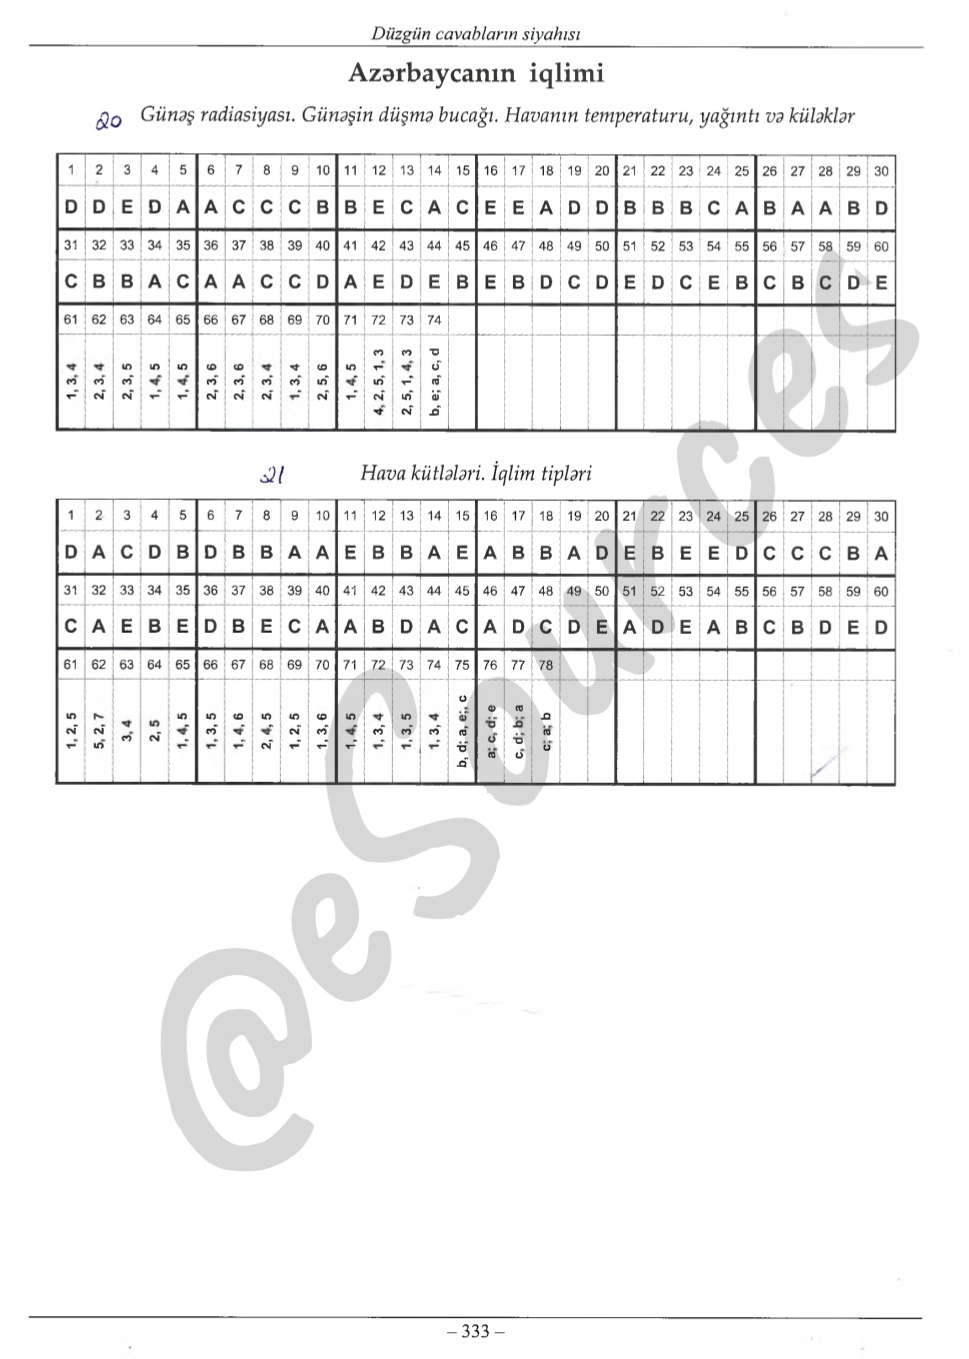 Düzgün cavabların siyahısı
Azərbaycanın iqlimi
20 Günəş radiasiyası. Günəşin düşmə bucağı. Havanın temperaturu, yağıntı və küləklər
1 2 3 4 5 6 7 8 9 10 11 12 13 14 15 16 17 18 19 20 21 22 23 24 25 26 27 28 29 30
D D E D A A C C C B B E C A C E E A D D B B B C A B A A B D
31 32 33 34 35 36 37 38 39 40 41 42 43 44 45 46 47 48 49 50 51 52 53 54 55 56 57 58 59 60
C B B A C A A C C D A E D E B E B D C D E D C E B C B C D E
61 62 63 64 65 66 67 68 69 70 71 72 73 74
1, 3, 4 2, 3, 4 2, 3, 5 1, 4, 5 1, 4, 5 2, 3, 6 2, 3, 6 2, 3, 4 1, 3, 4 2, 5, 6 1, 4, 5 4, 2, 5, 1, 3 2, 5, 1, 4, 3 b, e; a, c, d
21 Hava kütlələri. İqlim tipləri
1 2 3 4 5 6 7 8 9 10 11 12 13 14 15 16 17 18 19 20 21 22 23 24 25 26 27 28 29 30
D A C D B D B B A A E B B A E A B B A D E B E E D C C C B A
31 32 33 34 35 36 37 38 39 40 41 42 43 44 45 46 47 48 49 50 51 52 53 54 55 56 57 58 59 60
C A E B E D B E C A A B D A C A D C D E A D E A B C B D E D
61 62 63 64 65 66 67 68 69 70 71 72 73 74 75 76 77 78
1, 2, 5 5, 2, 7 3, 4 2, 5 1, 4, 5 1, 3, 5 1, 4, 6 2, 4, 5 1, 2, 5 1, 3, 6 1, 4, 5 1, 3, 4 1, 3, 5 1, 3, 4 b, d; a, e;, c a; c, d; e c, d; b; a c; a; b
@eSources
– 333 –